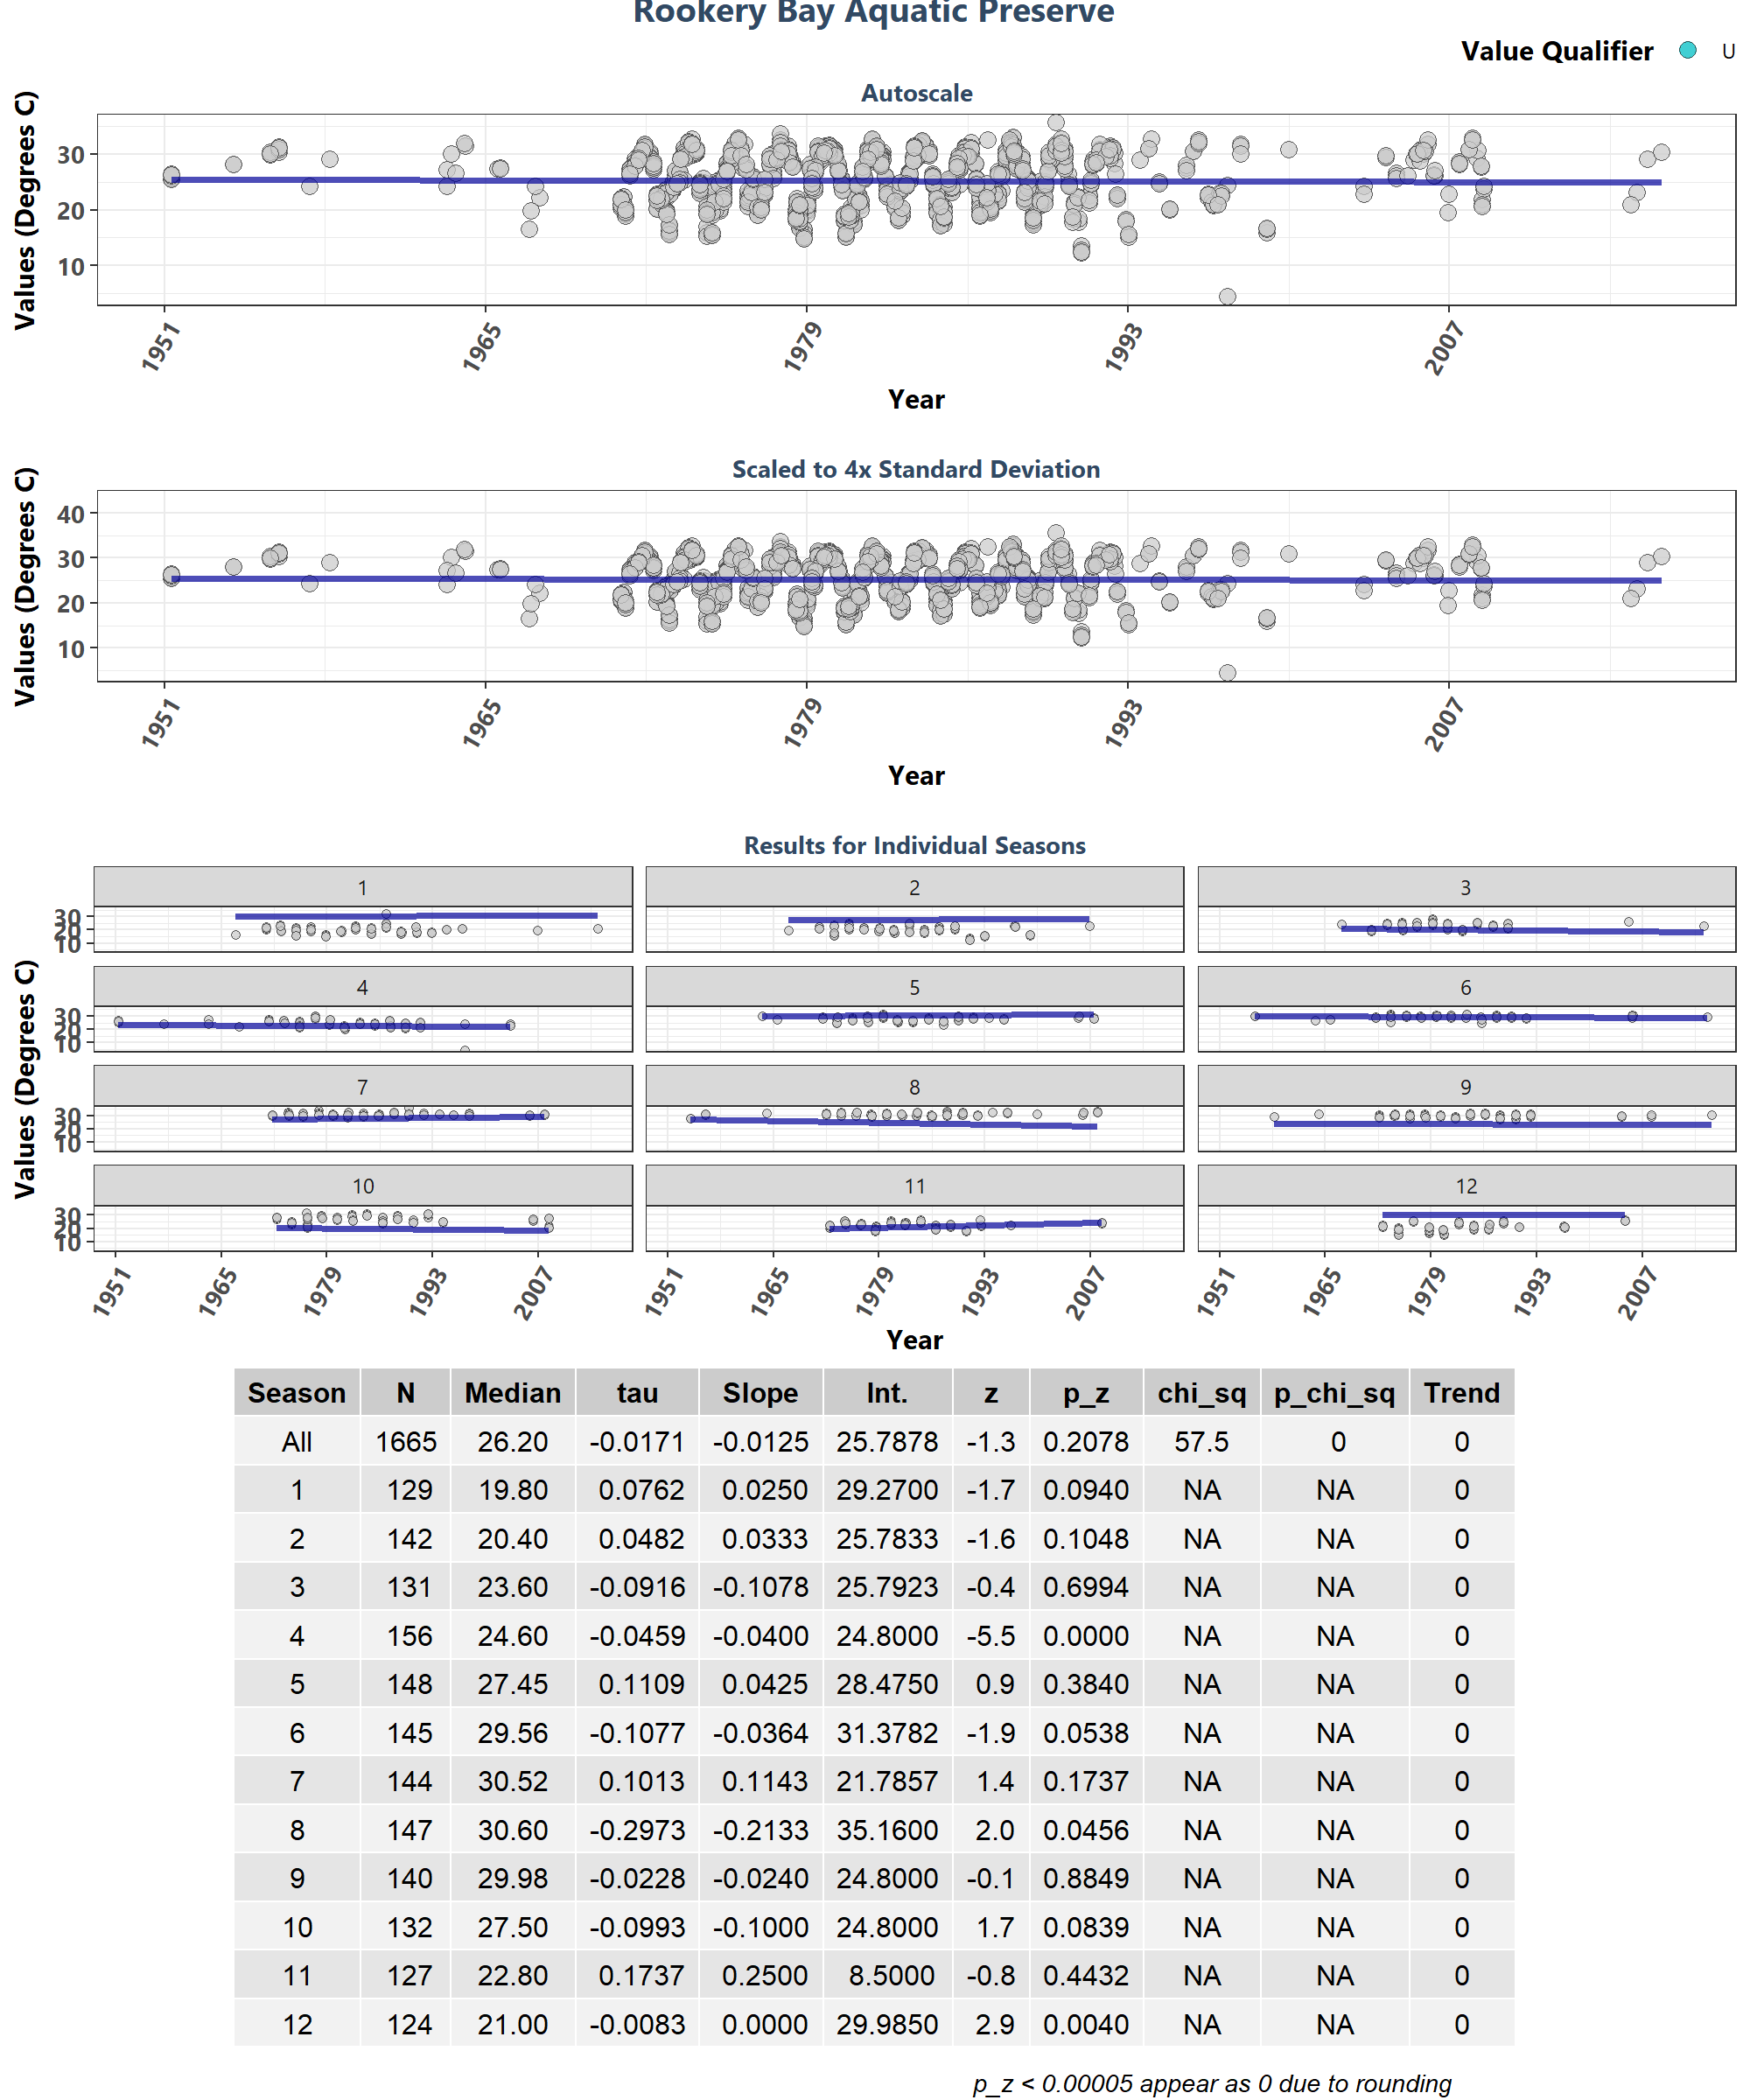 Rookery Bay Aquatic Preserve
Value Qualifier U
Autoscale
Values (Degrees C)
30
20
10
1951 1965 1979 1993 2007
Year
Scaled to 4x Standard Deviation
Values (Degrees C)
40
30
20
10
1951 1965 1979 1993 2007
Year
Results for Individual Seasons
Values (Degrees C)
1 2 3
30
20
10
4 5 6
30
20
10
7 8 9
30
20
10
10 11 12
30
20
10
1951 1965 1979 1993 2007 1951 1965 1979 1993 2007 1951 1965 1979 1993 2007
Year
Season N Median tau Slope Int. z p_z chi_sq p_chi_sq Trend
All 1665 26.20 -0.0171 -0.0125 25.7878 -1.3 0.2078 57.5 0 0
1 129 19.80 0.0762 0.0250 29.2700 -1.7 0.0940 NA NA 0
2 142 20.40 0.0482 0.0333 25.7833 -1.6 0.1048 NA NA 0
3 131 23.60 -0.0916 -0.1078 25.7923 -0.4 0.6994 NA NA 0
4 156 24.60 -0.0459 -0.0400 24.8000 -5.5 0.0000 NA NA 0
5 148 27.45 0.1109 0.0425 28.4750 0.9 0.3840 NA NA 0
6 145 29.56 -0.1077 -0.0364 31.3782 -1.9 0.0538 NA NA 0
7 144 30.52 0.1013 0.1143 21.7857 1.4 0.1737 NA NA 0
8 147 30.60 -0.2973 -0.2133 35.1600 2.0 0.0456 NA NA 0
9 140 29.98 -0.0228 -0.0240 24.8000 -0.1 0.8849 NA NA 0
10 132 27.50 -0.0993 -0.1000 24.8000 1.7 0.0839 NA NA 0
11 127 22.80 0.1737 0.2500 8.5000 -0.8 0.4432 NA NA 0
12 124 21.00 -0.0083 0.0000 29.9850 2.9 0.0040 NA NA 0
p_z < 0.00005 appear as 0 due to rounding